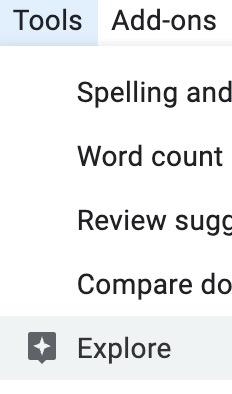 Tools Add-ons
Spelling and
Word count
Review sugg
Compare do
Explore